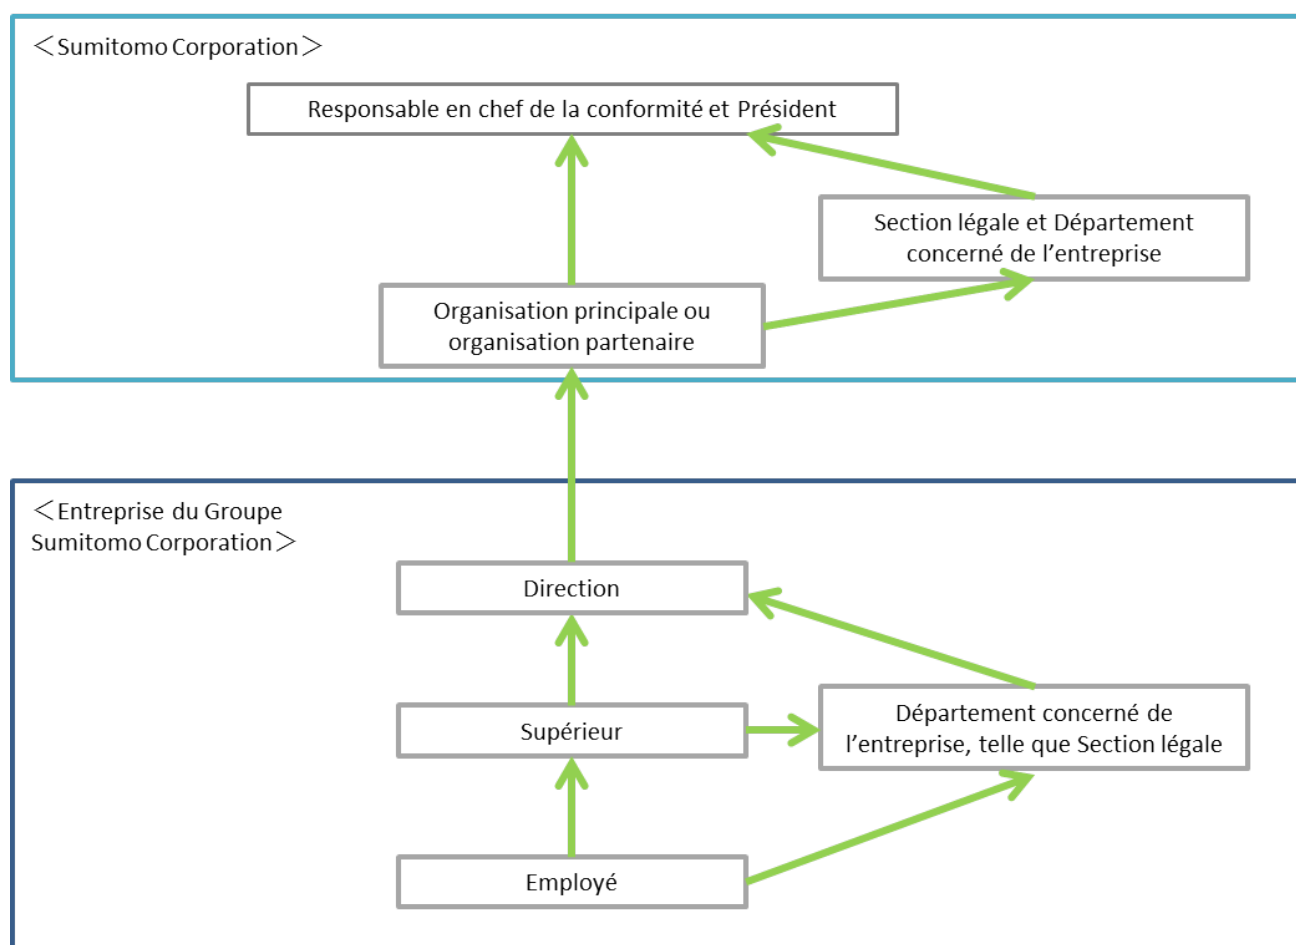 ＜Sumitomo Corporation＞
Responsable en chef de la conformité et Président
Section légale et Département
concerné de l’entreprise
Organisation principale ou
organisation partenaire
＜Entreprise du Groupe
Sumitomo Corporation＞
Direction
Supérieur
Département concerné de
l’entreprise, telle que Section légale
Employé